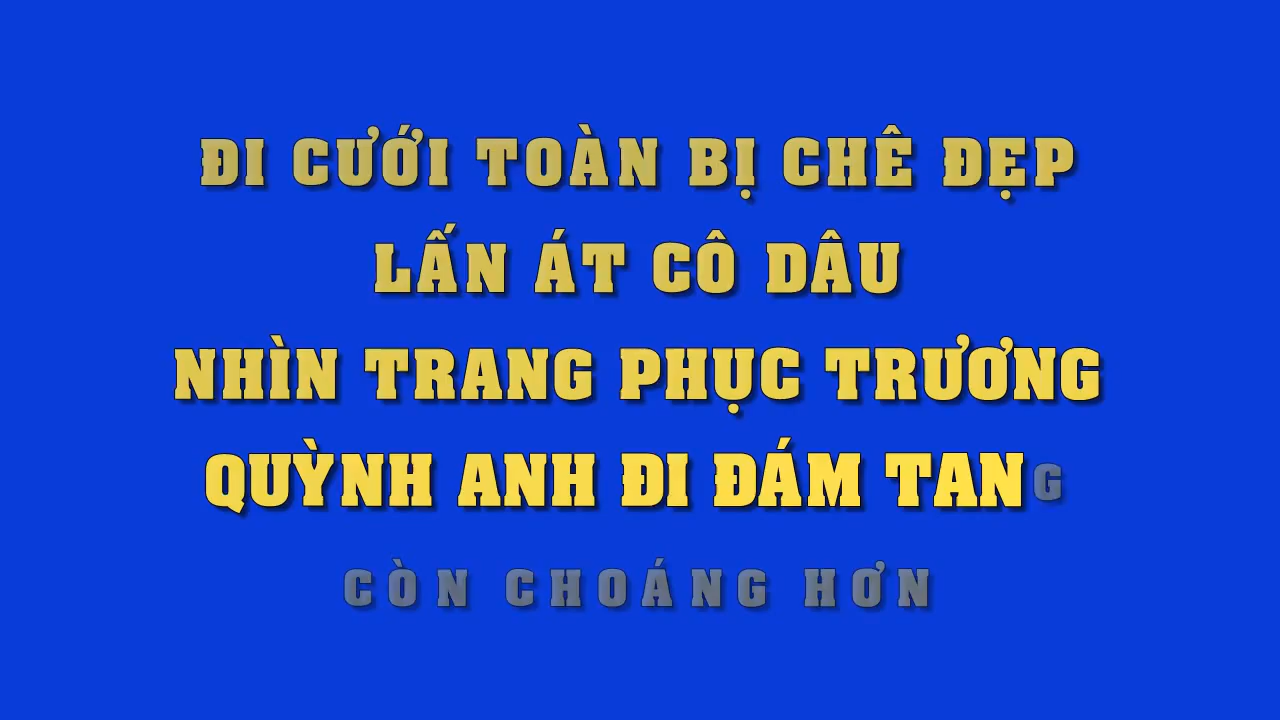 ĐI CƯỚI TOÀN BỊ CHÊ ĐẸP
LẤN ÁT CÔ DÂU
NHÌN TRANG PHỤC TRƯƠNG
QUỲNH ANH ĐI ĐÁM TANG
CÒN CHOÁNG HƠN